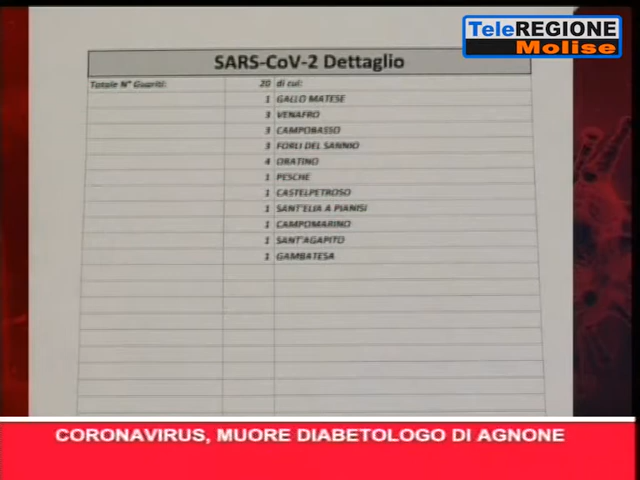 TeleREGIONE
Molise
SARS-CoV-2 Dettaglio
Totale N° Guariti: 20 di cui:
1 GALLO MATESE
3 VENAFRO
3 CAMPOBASSO
3 FORLI DEL SANNIO
4 ORATINO
1 PESCHE
1 CASTELPETROSO
1 SANT'ELIA A PIANISI
1 CAMPOMARINO
1 SANT'AGAPITO
1 GAMBATESA
CORONAVIRUS, MUORE DIABETOLOGO DI AGNONE